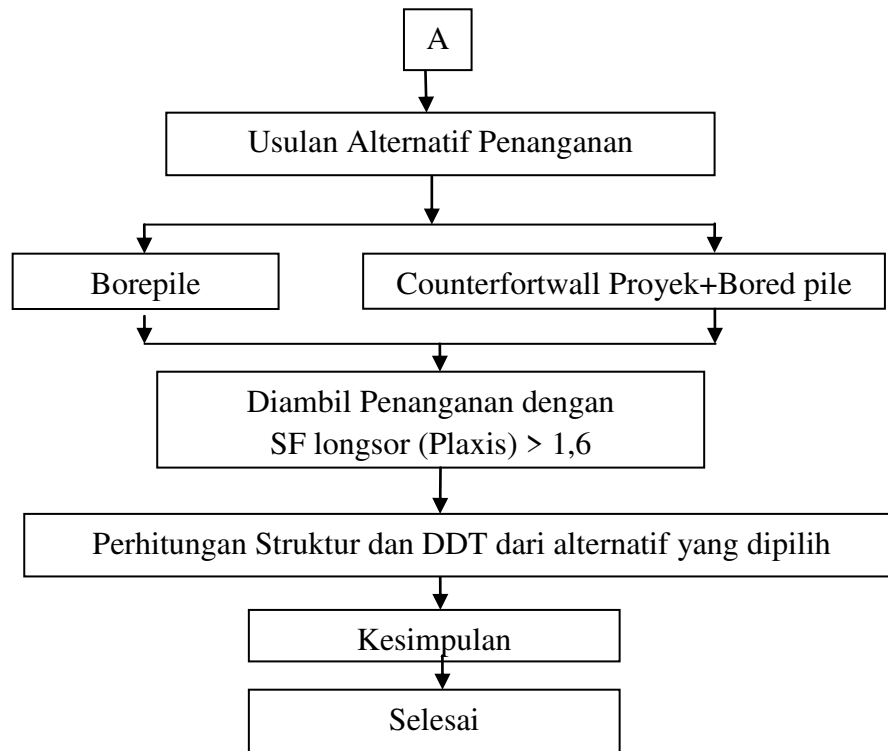 A
Usulan Alternatif Penanganan
Borepile
Counterfortwall Proyek+Bored pile
Diambil Penanganan dengan
SF longsor (Plaxis) > 1,6
Perhitungan Struktur dan DDT dari alternatif yang dipilih
Kesimpulan
Selesai